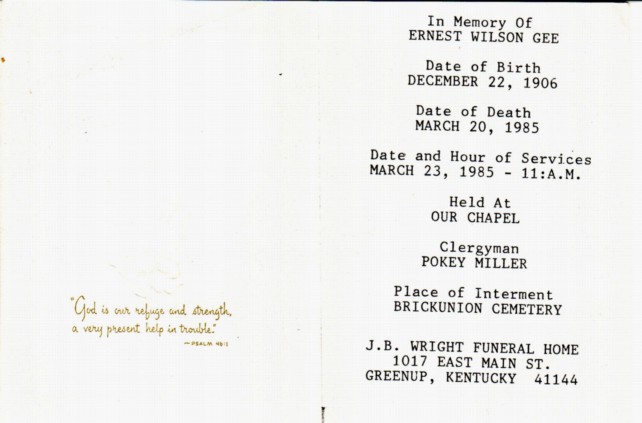 "God is our refuge and strength,
a very present help in trouble."
—PSALM 46:1
In Memory Of
ERNEST WILSON GEE
Date of Birth
DECEMBER 22, 1906
Date of Death
MARCH 20, 1985
Date and Hour of Services
MARCH 23, 1985 - 11:A.M.
Held At
OUR CHAPEL
Clergyman
POKEY MILLER
Place of Interment
BRICKUNION CEMETERY
J.B. WRIGHT FUNERAL HOME
1017 EAST MAIN ST.
GREENUP, KENTUCKY  41144